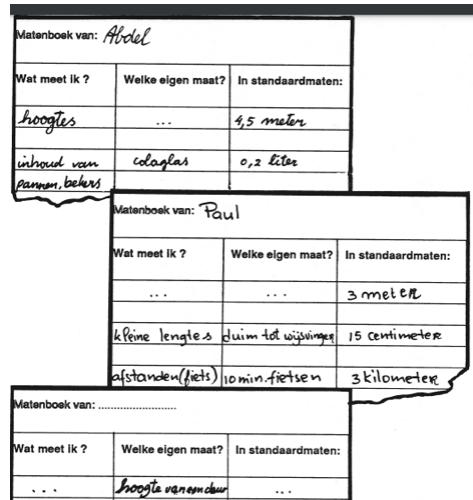 Matenboek van: Abdel
Wat meet ik ? Welke eigen maat? In standaardmaten:
hoogtes ... 4,5 meter
inhoud van colaglas 0,2 liter
pannen, bekers
Matenboek van: Paul
Wat meet ik ? Welke eigen maat? In standaardmaten:
... ... 3 meter
kleine lengtes duim tot wijsvinger 15 centimeter
afstanden (fiets) 10 min. fietsen 3 kilometer
Matenboek van: ..........................
Wat meet ik ? Welke eigen maat? In standaardmaten:
... hoogte van een deur ...